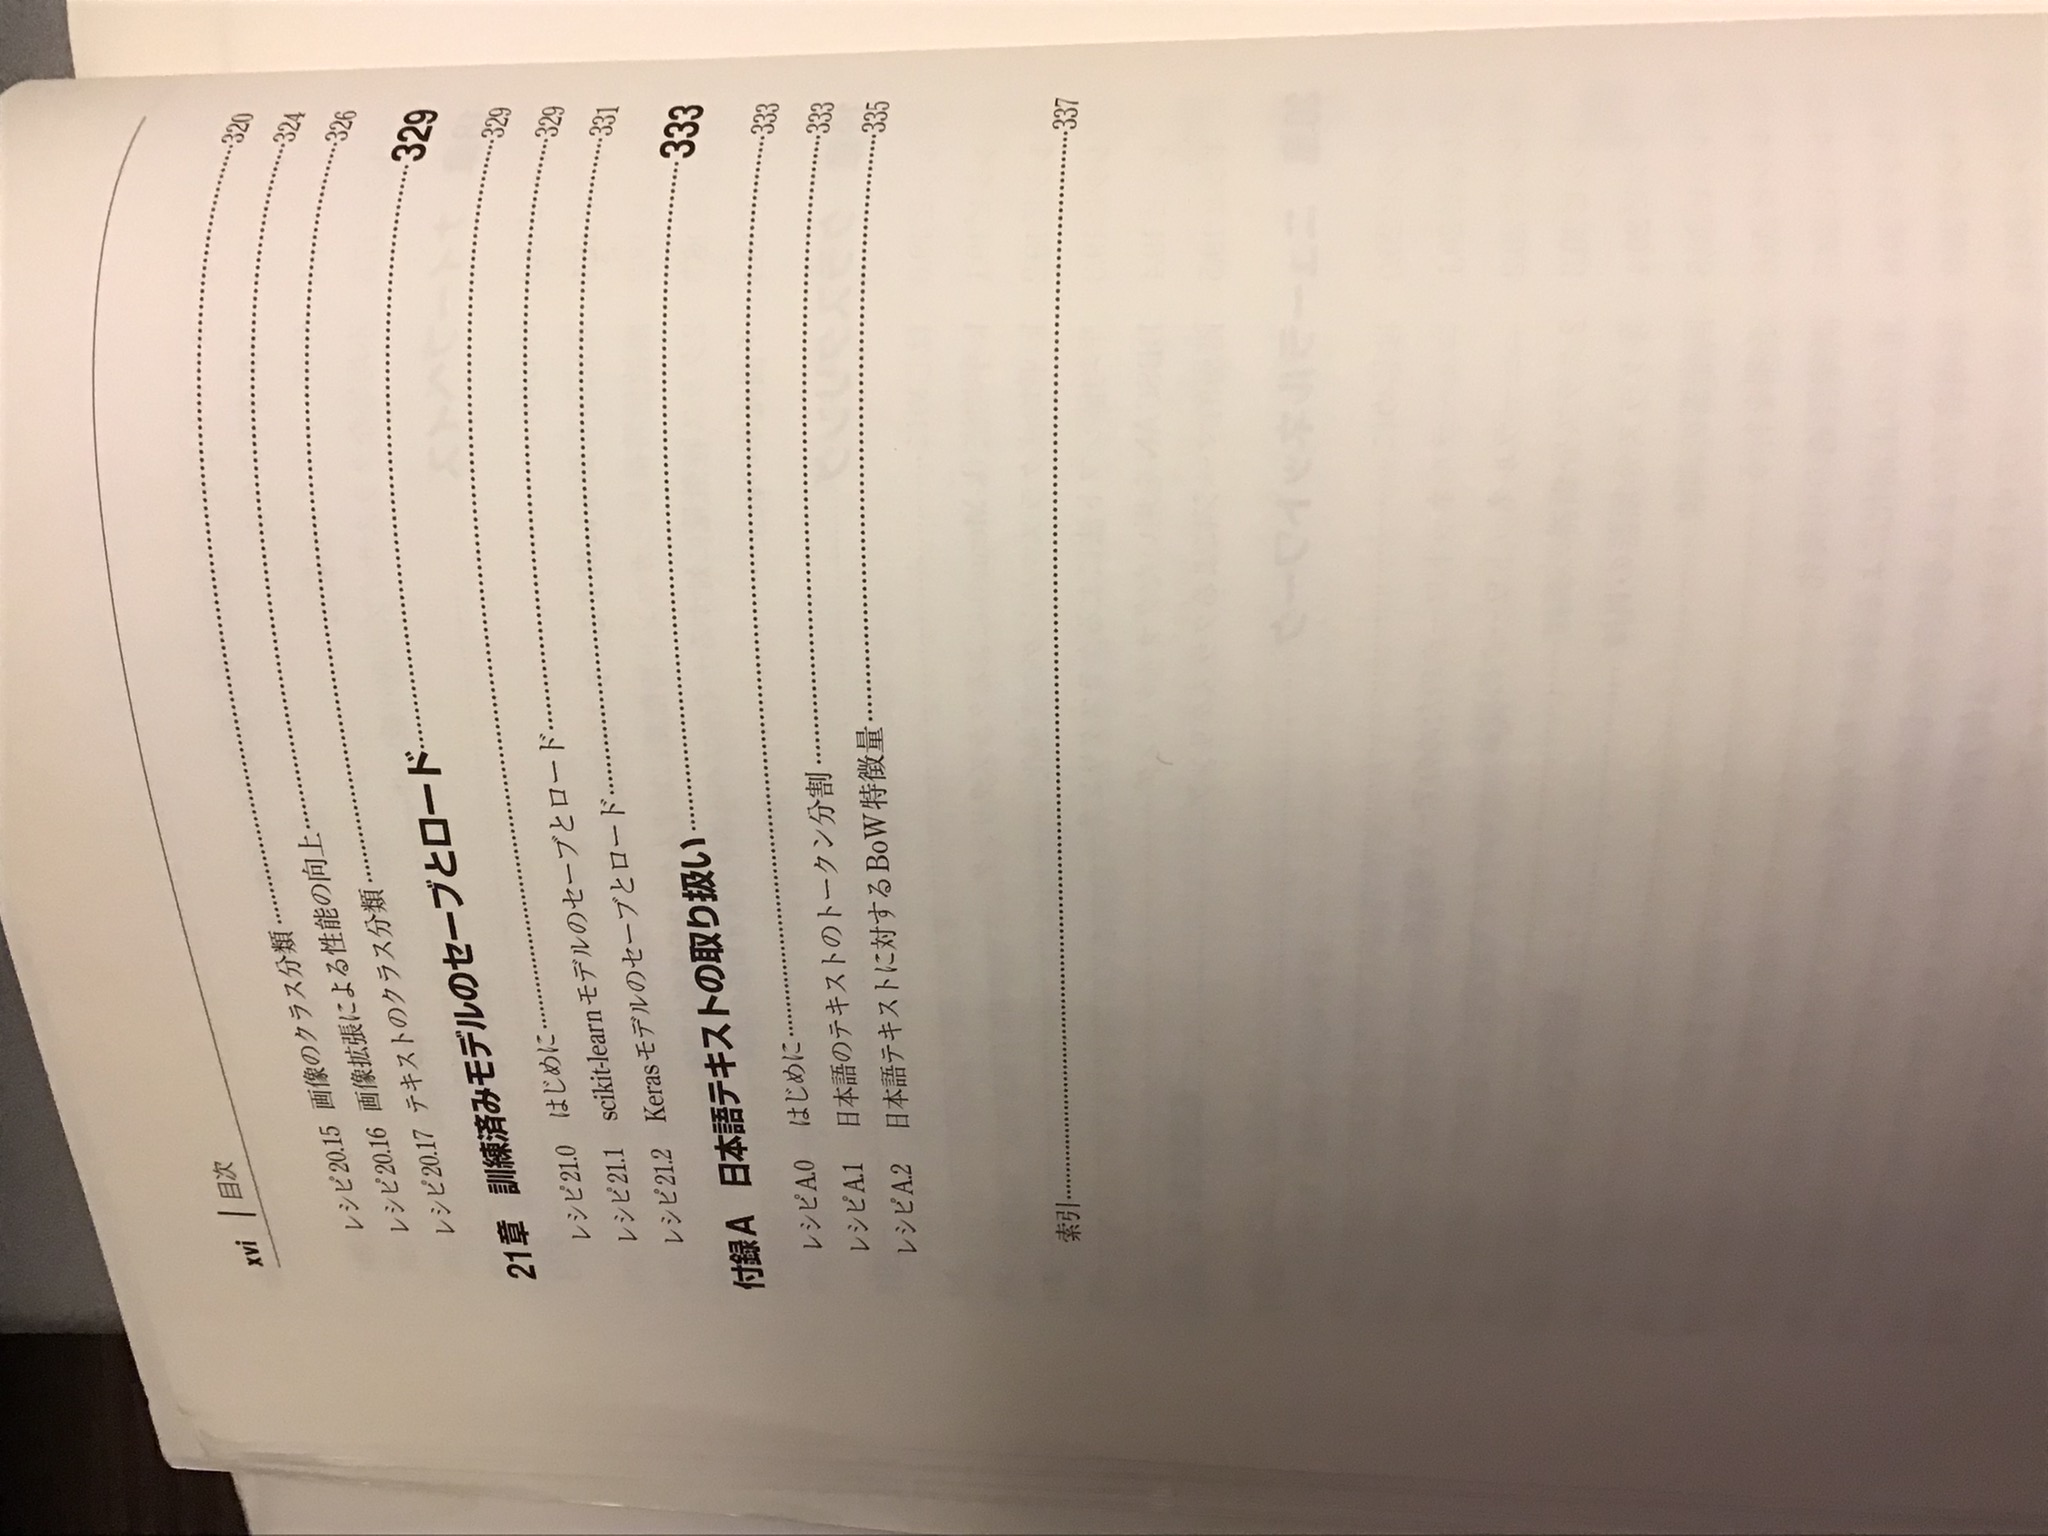 xvi | 目次
レシピ20.15 画像のクラス分類……320
レシピ20.16 画像拡張による性能の向上……324
レシピ20.17 テキストのクラス分類……326
21章 訓練済みモデルのセーブとロード……329
レシピ21.0 はじめに……329
レシピ21.1 scikit-learnモデルのセーブとロード……329
レシピ21.2 Kerasモデルのセーブとロード……331
付録A 日本語テキストの取り扱い……333
レシピA.0 はじめに……333
レシピA.1 日本語のテキストのトークン分割……333
レシピA.2 日本語テキストに対するBoW特徴量……335
索引……337